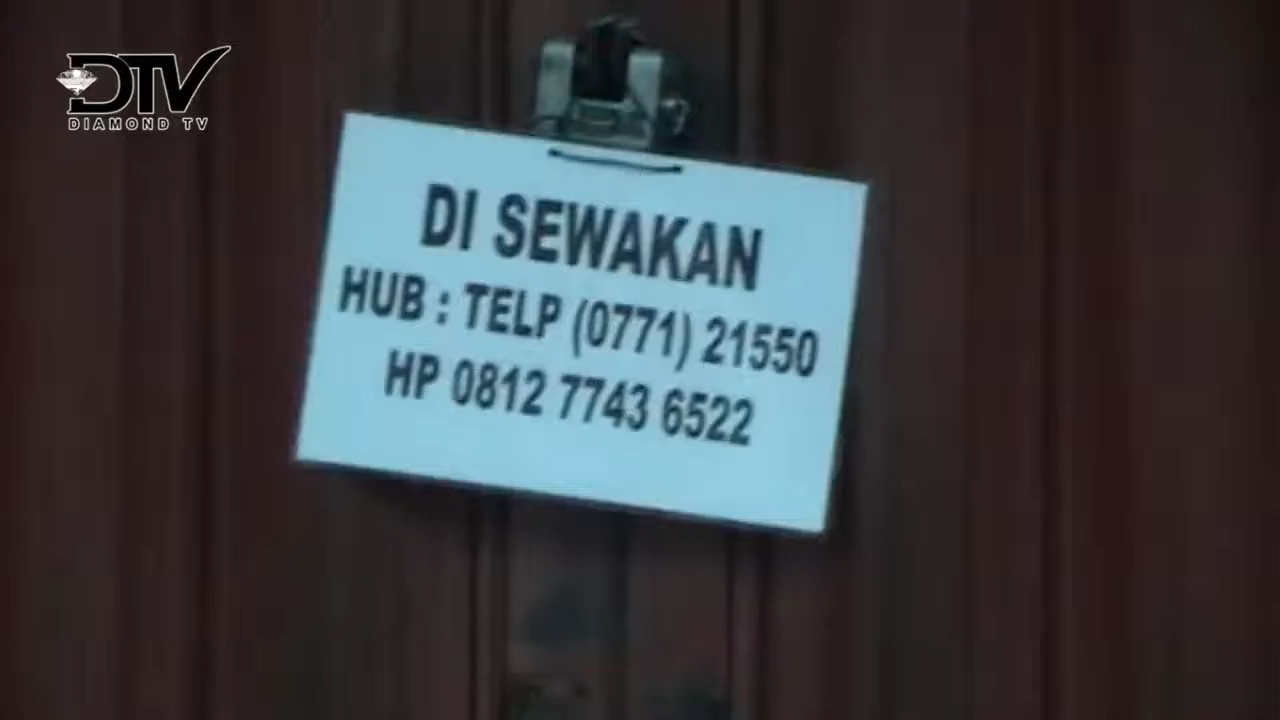 DTV
DIAMOND TV
DI SEWAKAN
HUB : TELP (0771) 21550
HP 0812 7743 6522